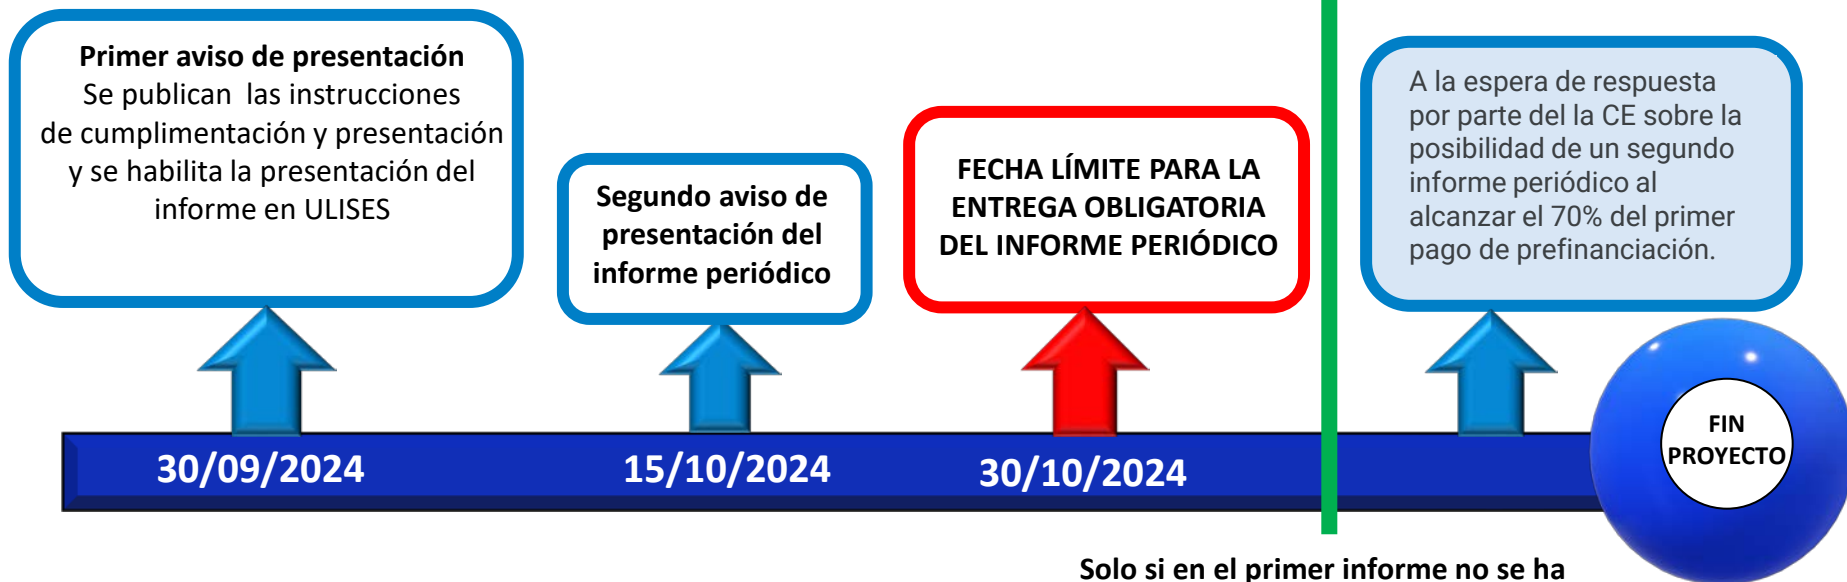 Primer aviso de presentación
Se publican las instrucciones
de cumplimentación y presentación
y se habilita la presentación del
informe en ULISES
Segundo aviso de
presentación del
informe periódico
FECHA LÍMITE PARA LA
ENTREGA OBLIGATORIA
DEL INFORME PERIÓDICO
A la espera de respuesta
por parte del la CE sobre la
posibilidad de un segundo
informe periódico al
alcanzar el 70% del primer
pago de prefinanciación.
30/09/2024
15/10/2024
30/10/2024
FIN
PROYECTO
Solo si en el primer informe no se ha